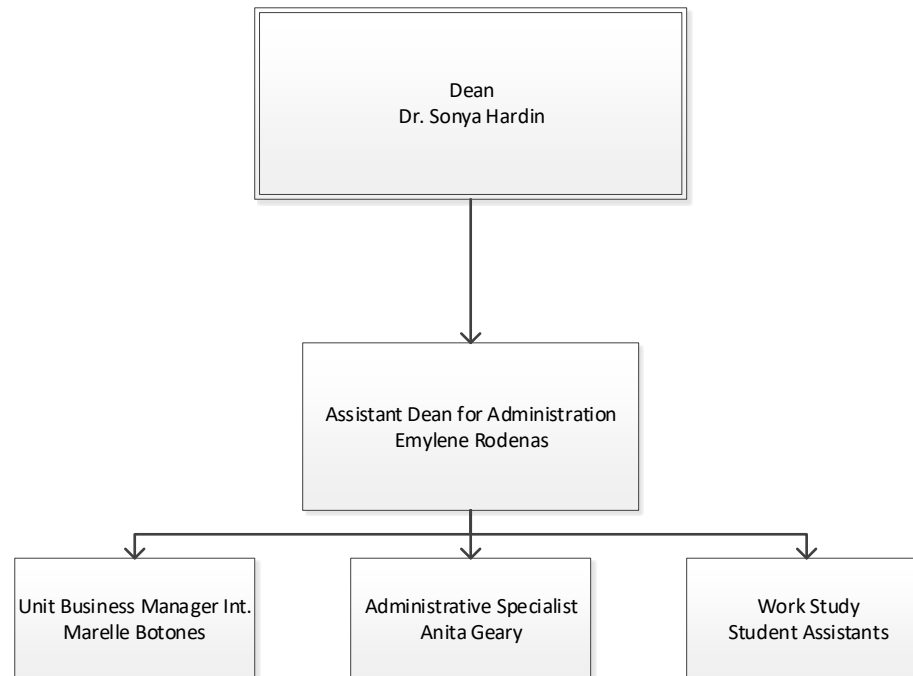 Dean
Dr. Sonya Hardin
Assistant Dean for Administration
Emylene Rodenas
Unit Business Manager Int.
Marelle Botones
Administrative Specialist
Anita Geary
Work Study
Student Assistants